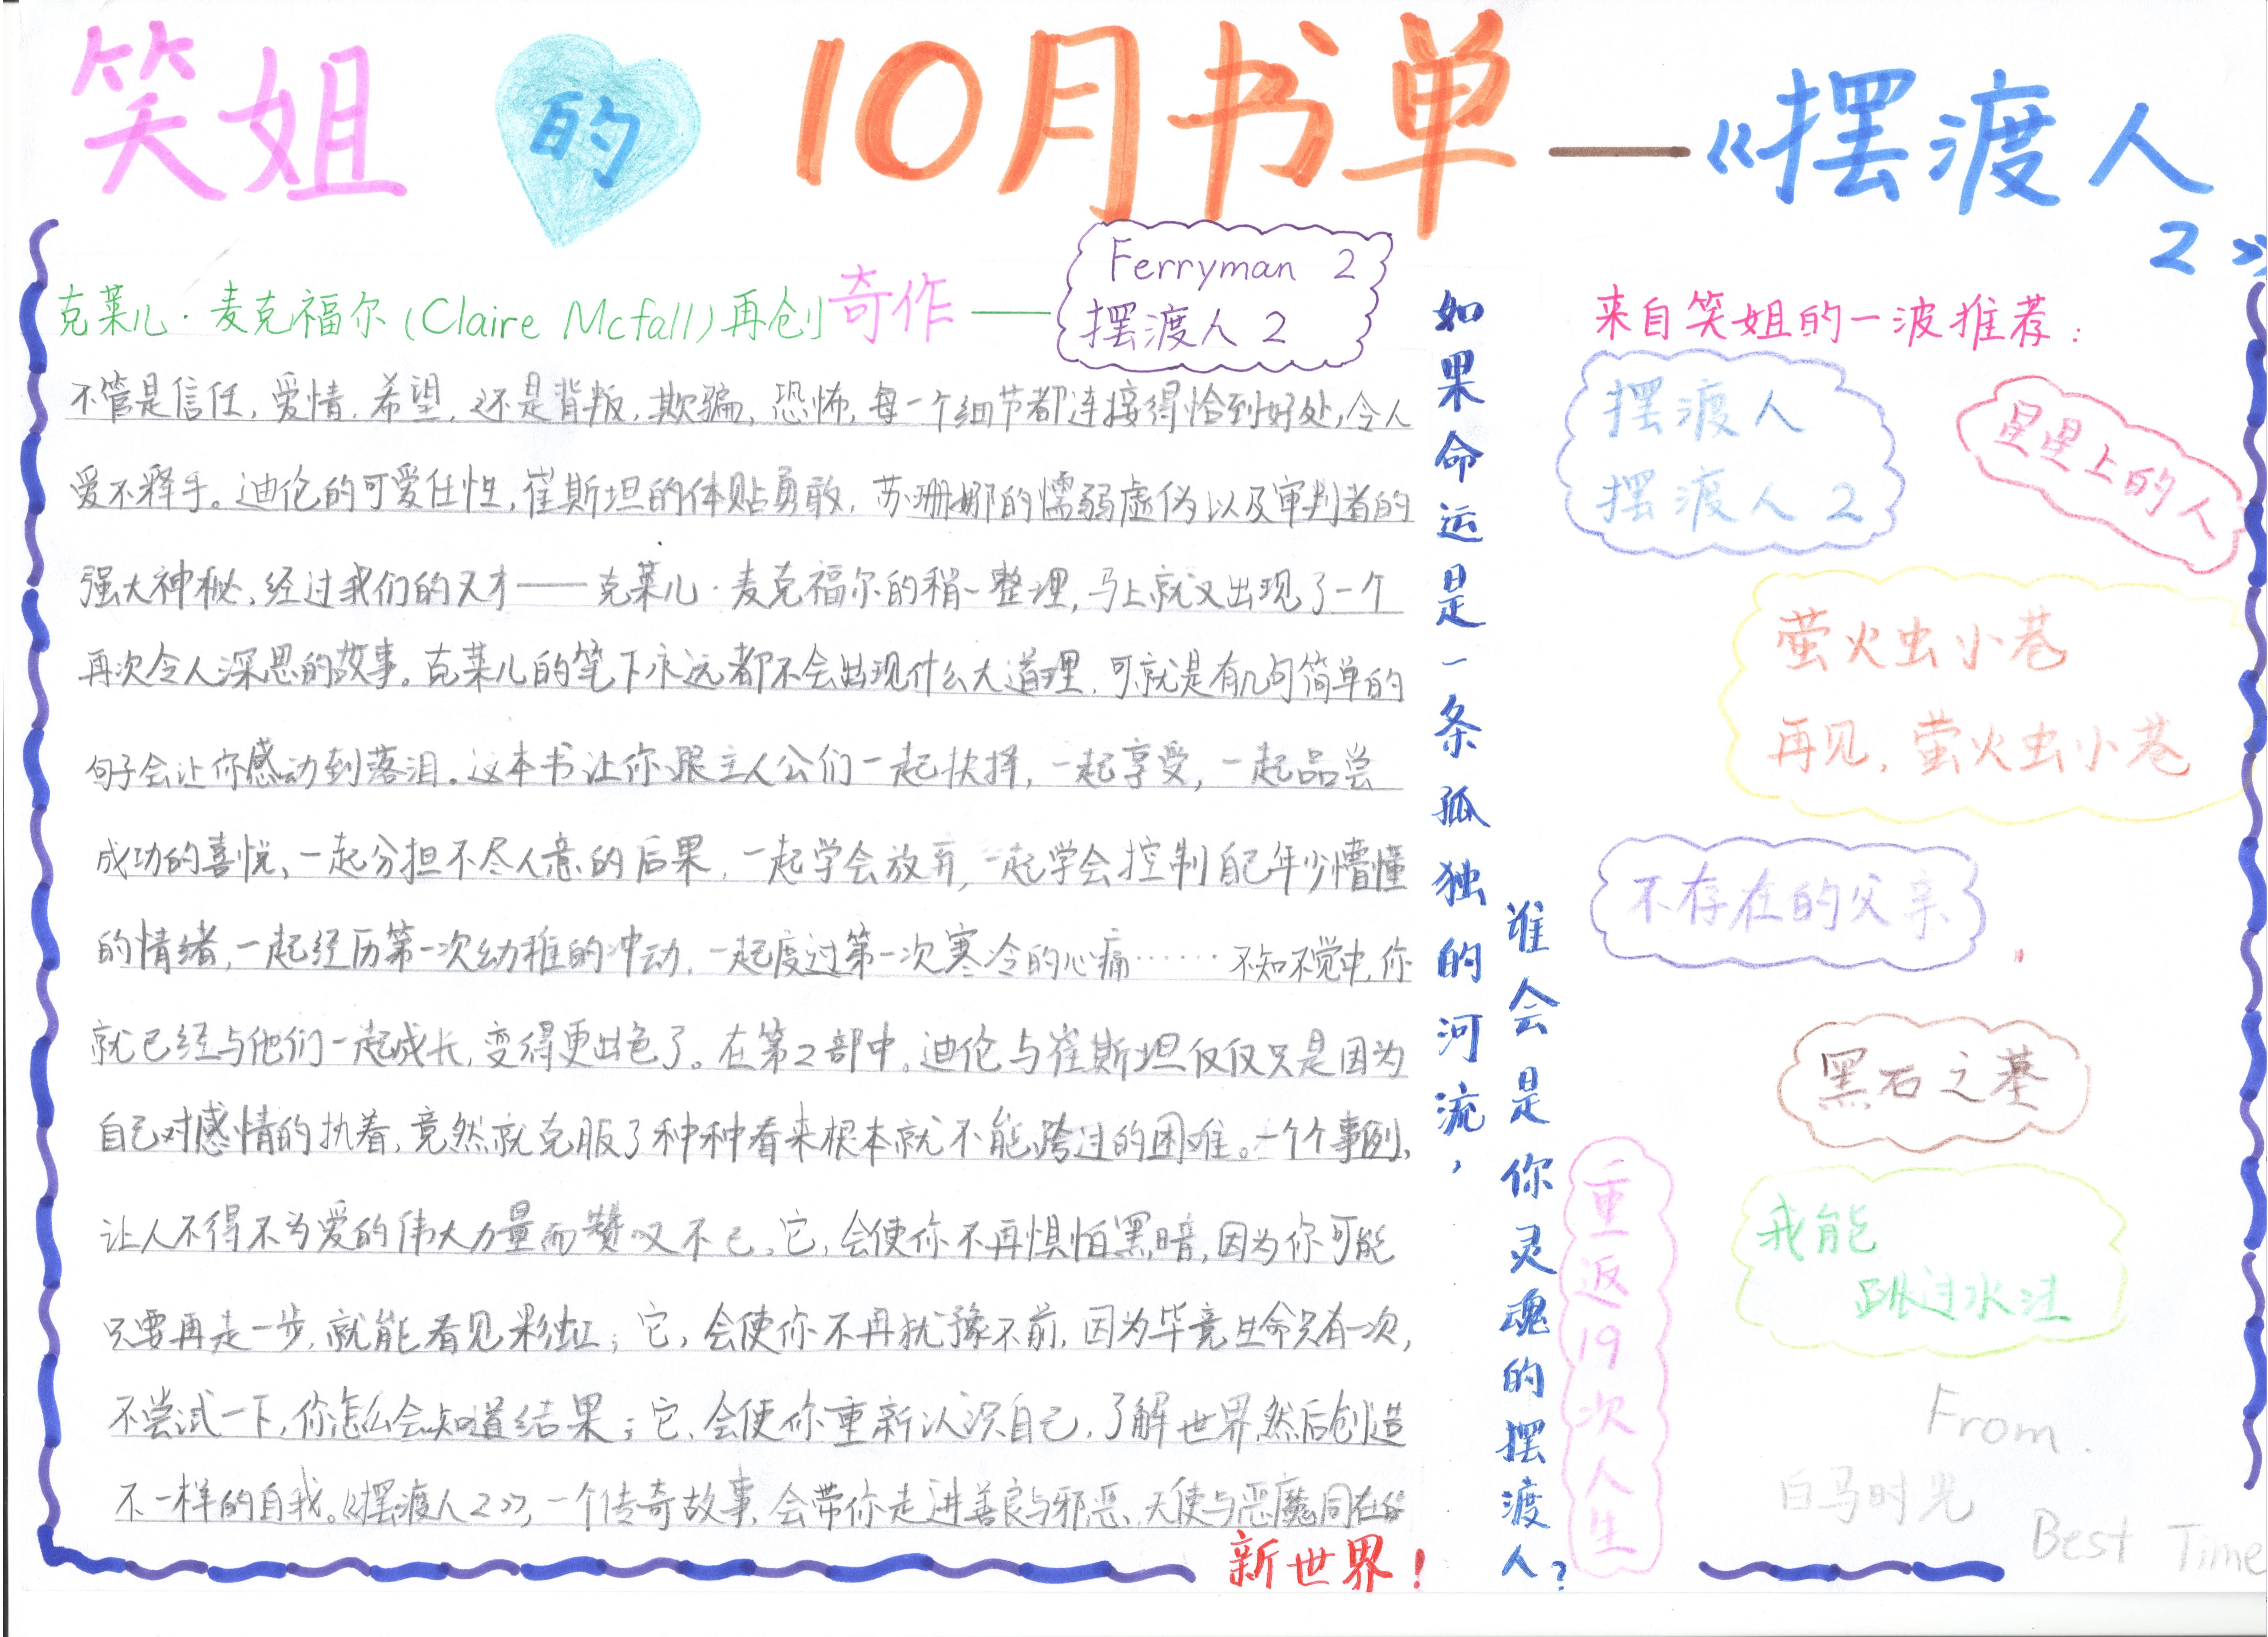 笑姐的10月书单——《摆渡人2》
克莱儿·麦克福尔(Claire Mcfall)再创奇作——
Ferryman 2
摆渡人 2
不管是信任,爱情,希望,还是背叛,欺骗,恐怖,每一个细节都连接得恰到好处,令人
爱不释手。迪伦的可爱任性,崔斯坦的体贴勇敢,苏珊娜的懦弱虚伪以及审判者的
强大神秘,经过我们的天才——克莱儿·麦克福尔的稍一整理,马上就又出现了一个
再次令人深思的故事。克莱儿的笔下永远都不会出现什么大道理,可就是有几句简单的
句子会让你感动到落泪。这本书让你跟主人公们一起抉择,一起享受,一起品尝
成功的喜悦、一起分担不尽人意的后果,一起学会放弃,一起学会控制自己年少懵懂
的情绪,一起经历第一次幼稚的冲动,一起度过第一次寒冷的心痛……不知不觉中,你
就已经与他们一起成长,变得更出色了。在第2部中,迪伦与崔斯坦仅仅只是因为
自己对感情的执着,竟然就克服了种种看来根本就不能跨过的困难。一个个事例,
让人不得不为爱的伟大力量而赞叹不已。它,会使你不再惧怕黑暗,因为你可能
只要再走一步,就能看见彩虹;它,会使你不再犹豫不前,因为毕竟生命只有一次,
不尝试一下,你怎么会知道结果;它,会使你重新认识自己,了解世界,然后创造
不一样的自我。《摆渡人2》,一个传奇故事,会带你走进善良与邪恶、天使与恶魔同在的
新世界!
如果命运是一条孤独的河流,
谁会是你灵魂的摆渡人?
来自笑姐的一波推荐:
摆渡人
摆渡人 2
星星上的人
萤火虫小巷
再见,萤火虫小巷
不存在的父亲
黑石之墓
重返19次人生
我能
跳过水洼
From.
白马时光
Best Time